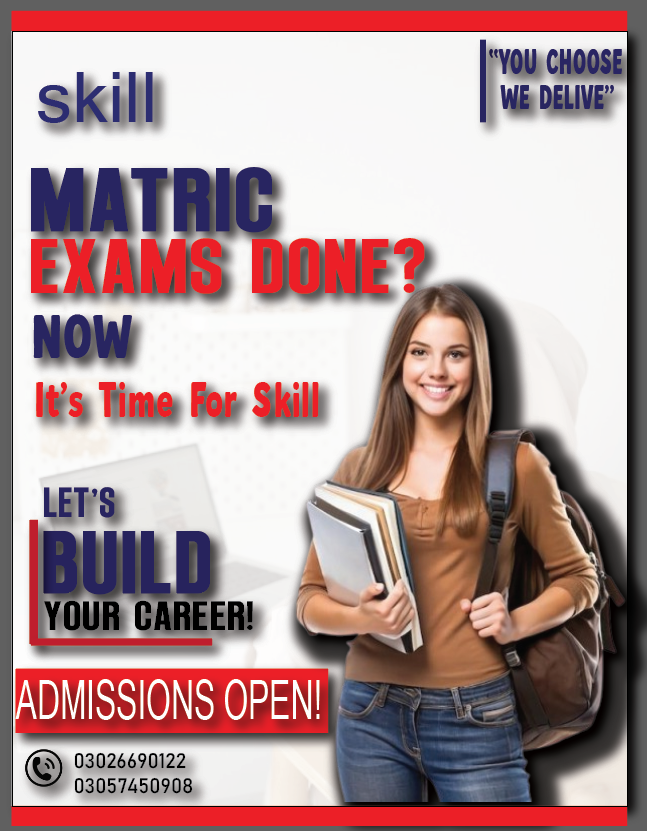 skill
"YOU CHOOSE
WE DELIVE"
MATRIC
EXAMS DONE?
NOW
It's Time For Skill
LET'S
BUILD
YOUR CAREER!
ADMISSIONS OPEN!
03026690122
03057450908